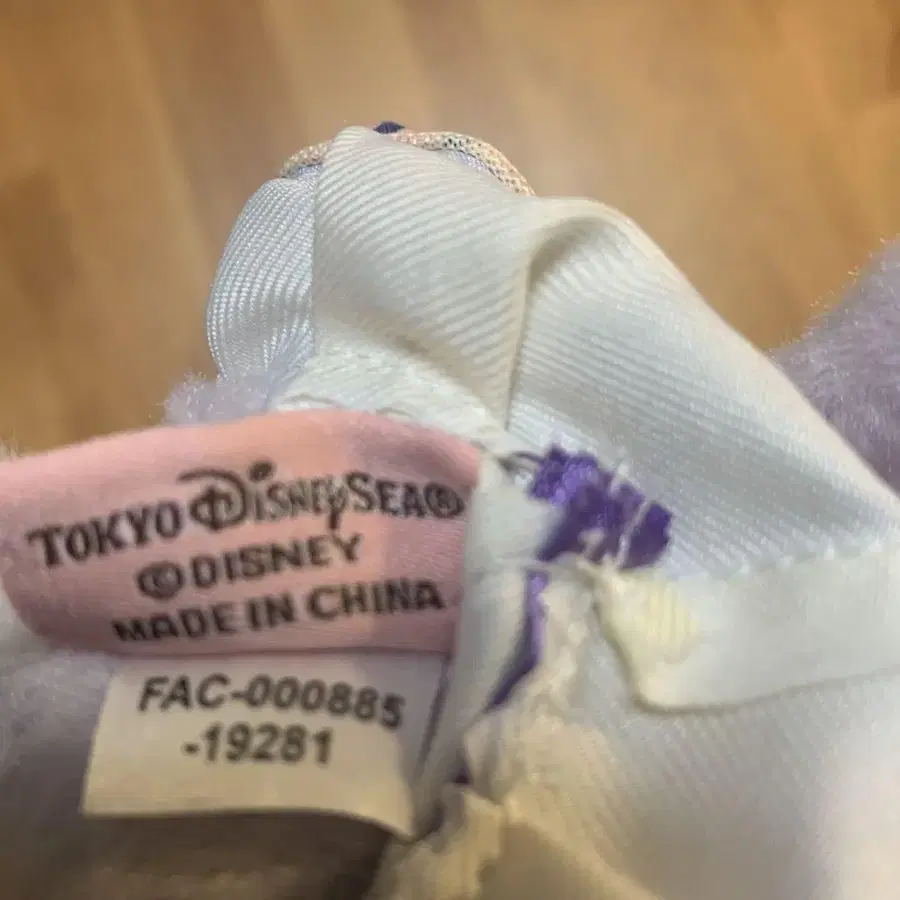 TOKYO DISNEYSEA®
©DISNEY
MADE IN CHINA
FAC-000885
-19281